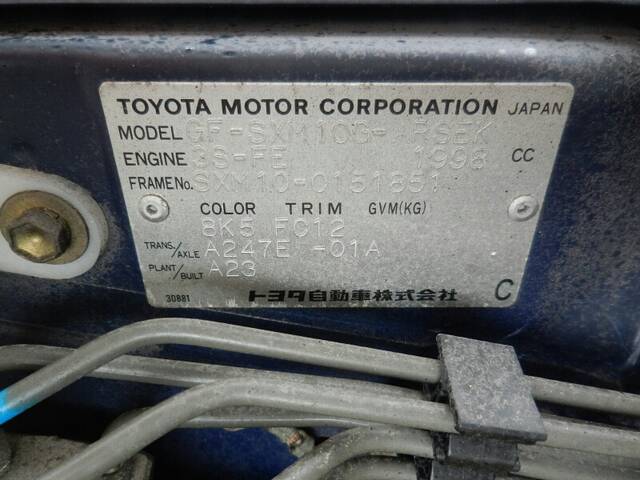 TOYOTA MOTOR CORPORATION JAPAN
MODEL GF-SXM10G- RSEK
ENGINE 3S-FE 1998 CC
FRAME No. SXM10-0151851
COLOR TRIM GVM(KG)
8K5 FC12
TRANS./AXLE A247E -01A
PLANT/BUILT A23
30881 トヨタ自動車株式会社 C